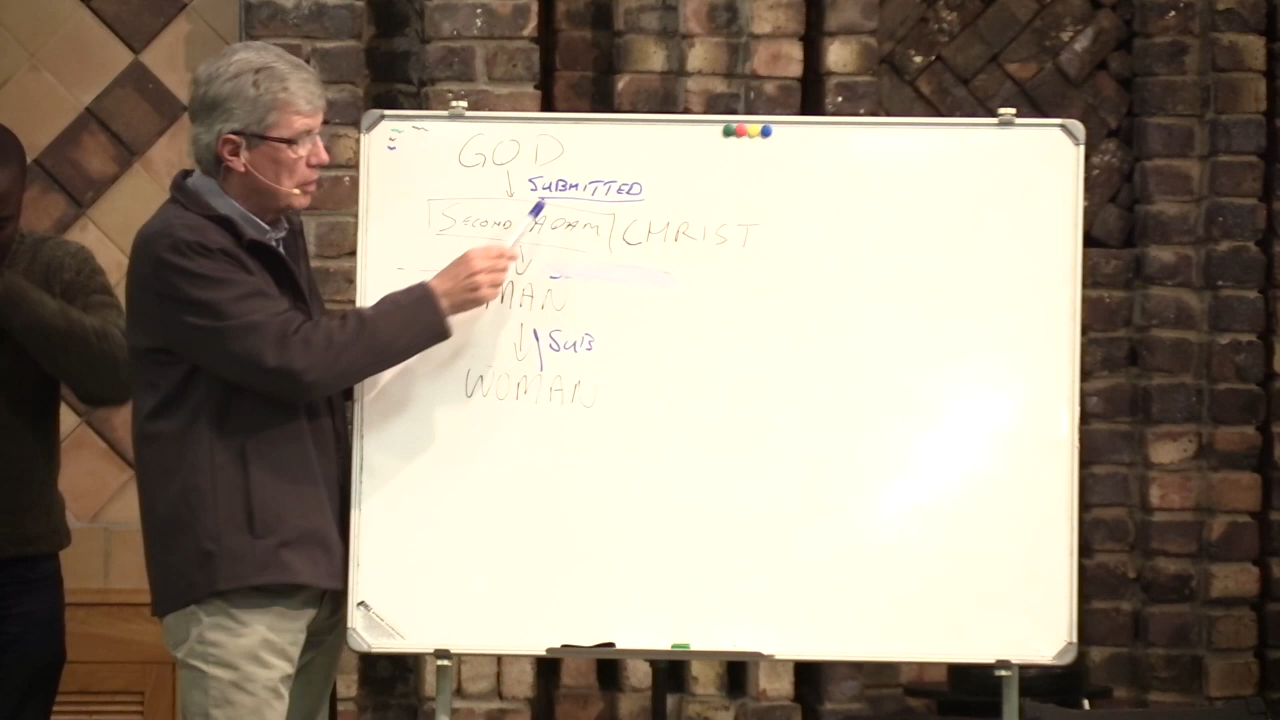 GOD
SUBMITTED
SECOND ADAM/CHRIST
MAN
SUB
WOMAN